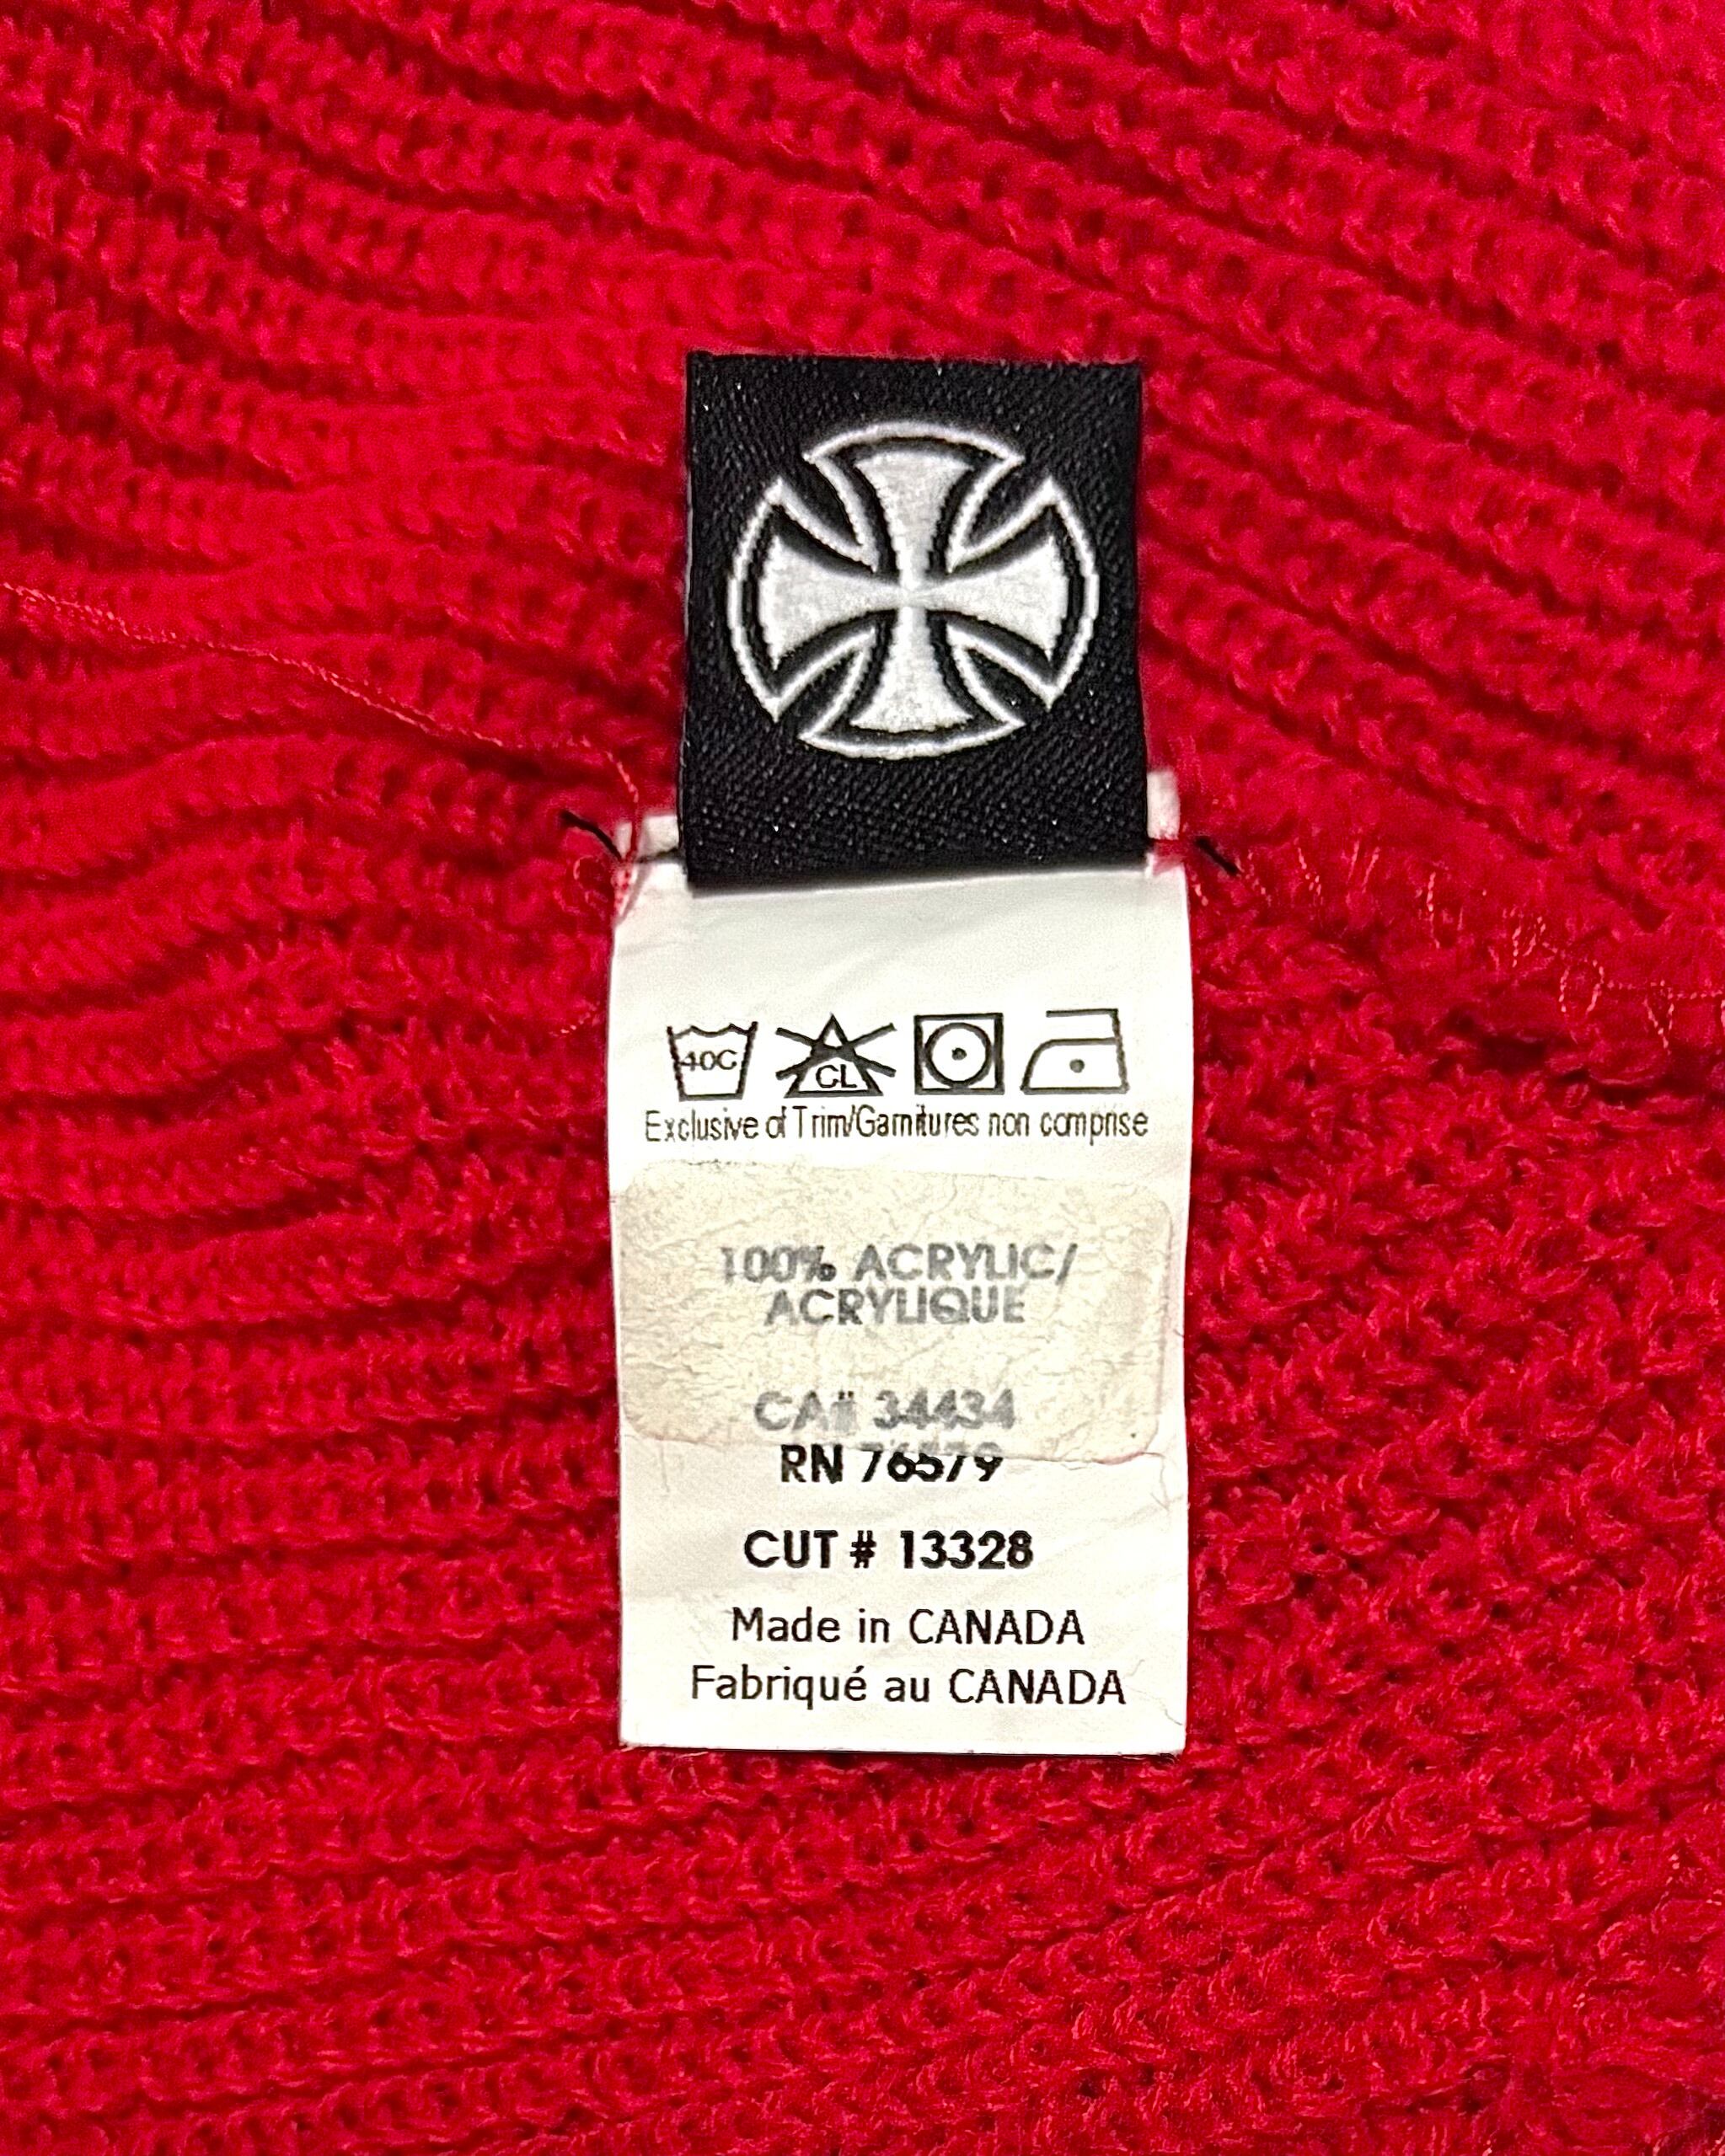 40C
CL
Exclusive of Trim/Garnitures non comprise
100% ACRYLIC/
ACRYLIQUE
CA# 34434
RN 76579
CUT # 13328
Made in CANADA
Fabriqué au CANADA